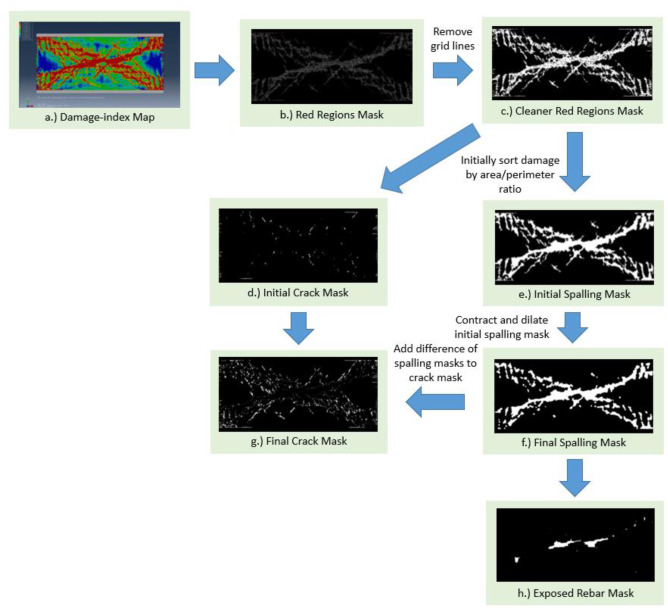 Remove
grid lines
a.) Damage-index Map
b.) Red Regions Mask
c.) Cleaner Red Regions Mask
Initially sort damage
by area/perimeter
ratio
d.) Initial Crack Mask
e.) Initial Spalling Mask
Contract and dilate
initial spalling mask
Add difference of
spalling masks to
crack mask
g.) Final Crack Mask
f.) Final Spalling Mask
h.) Exposed Rebar Mask